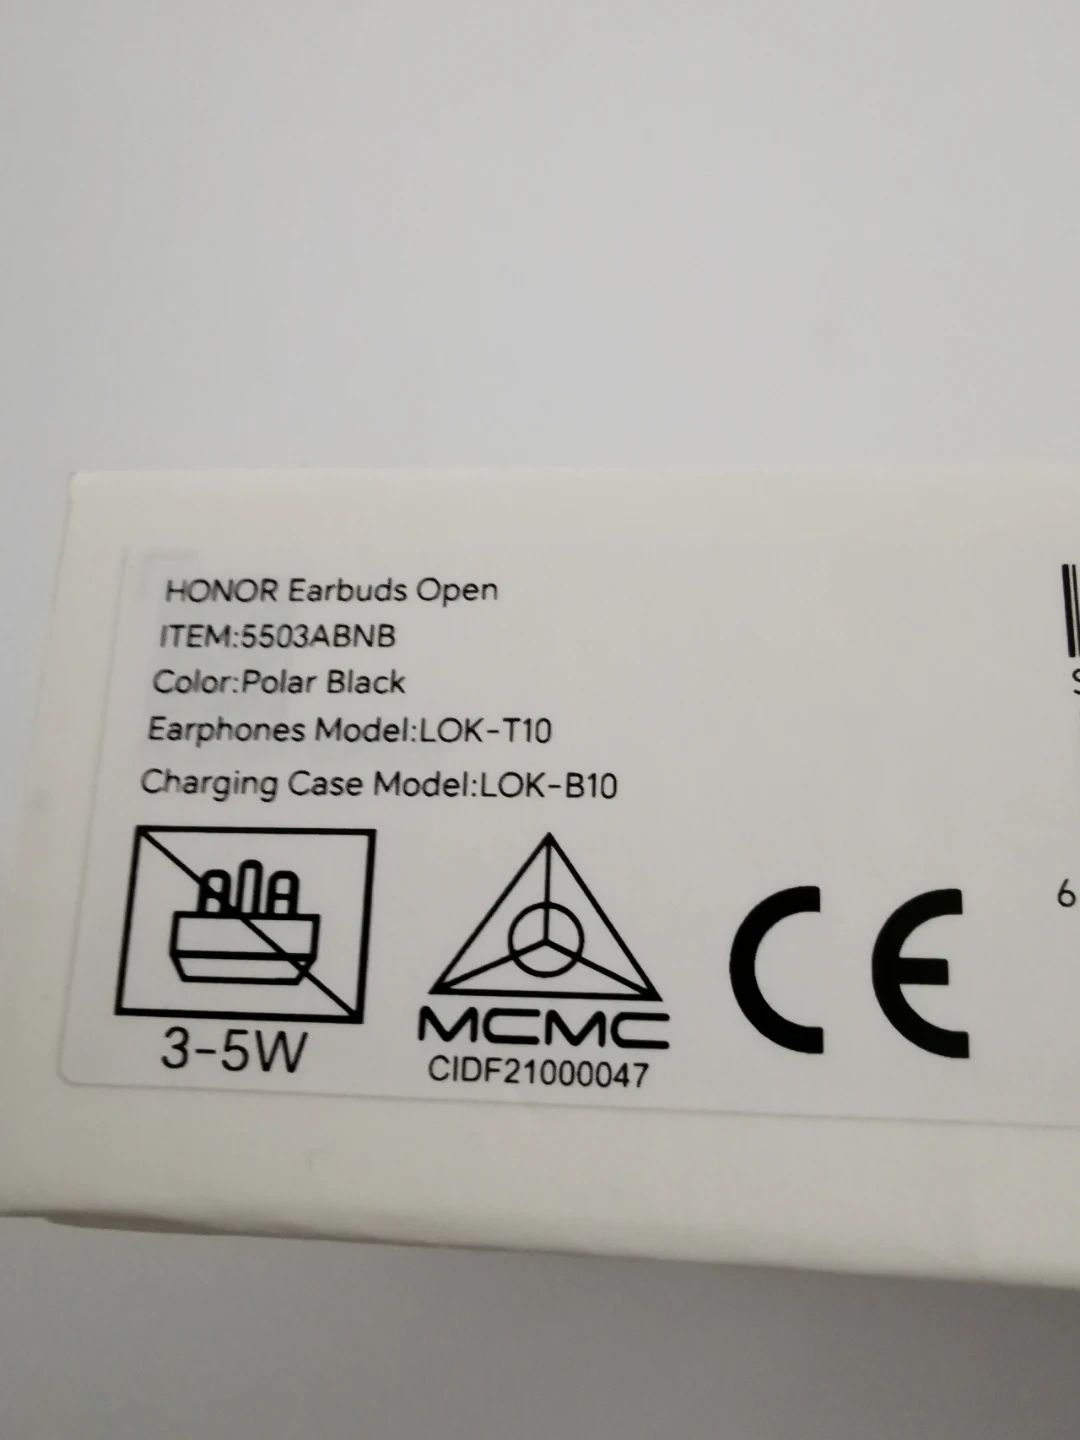 HONOR Earbuds Open
ITEM:5503ABNB
Color:Polar Black
Earphones Model:LOK-T10
Charging Case Model:LOK-B10
3-5W
MCMC
CIDF21000047
CE
6